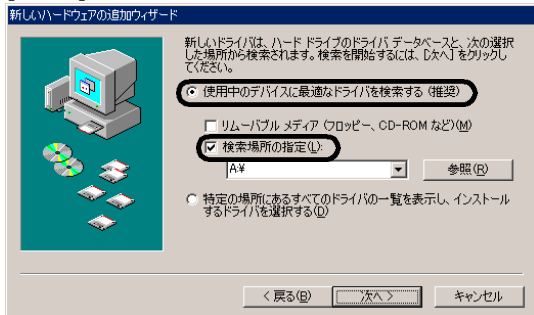 新しいハードウェアの追加ウィザード
新しいドライバは、ハード ドライブのドライバ データベースと、次の選択
した場所から検索されます。検索を開始するには、[次へ] をクリックし
てください。
使用中のデバイスに最適なドライバを検索する (推奨)
リムーバブル メディア (フロッピー、CD-ROM など)(M)
検索場所の指定(L):
A:¥
参照(R)
特定の場所にあるすべてのドライバの一覧を表示し、インストール
するドライバを選択する(D)
< 戻る(B)
次へ >
キャンセル